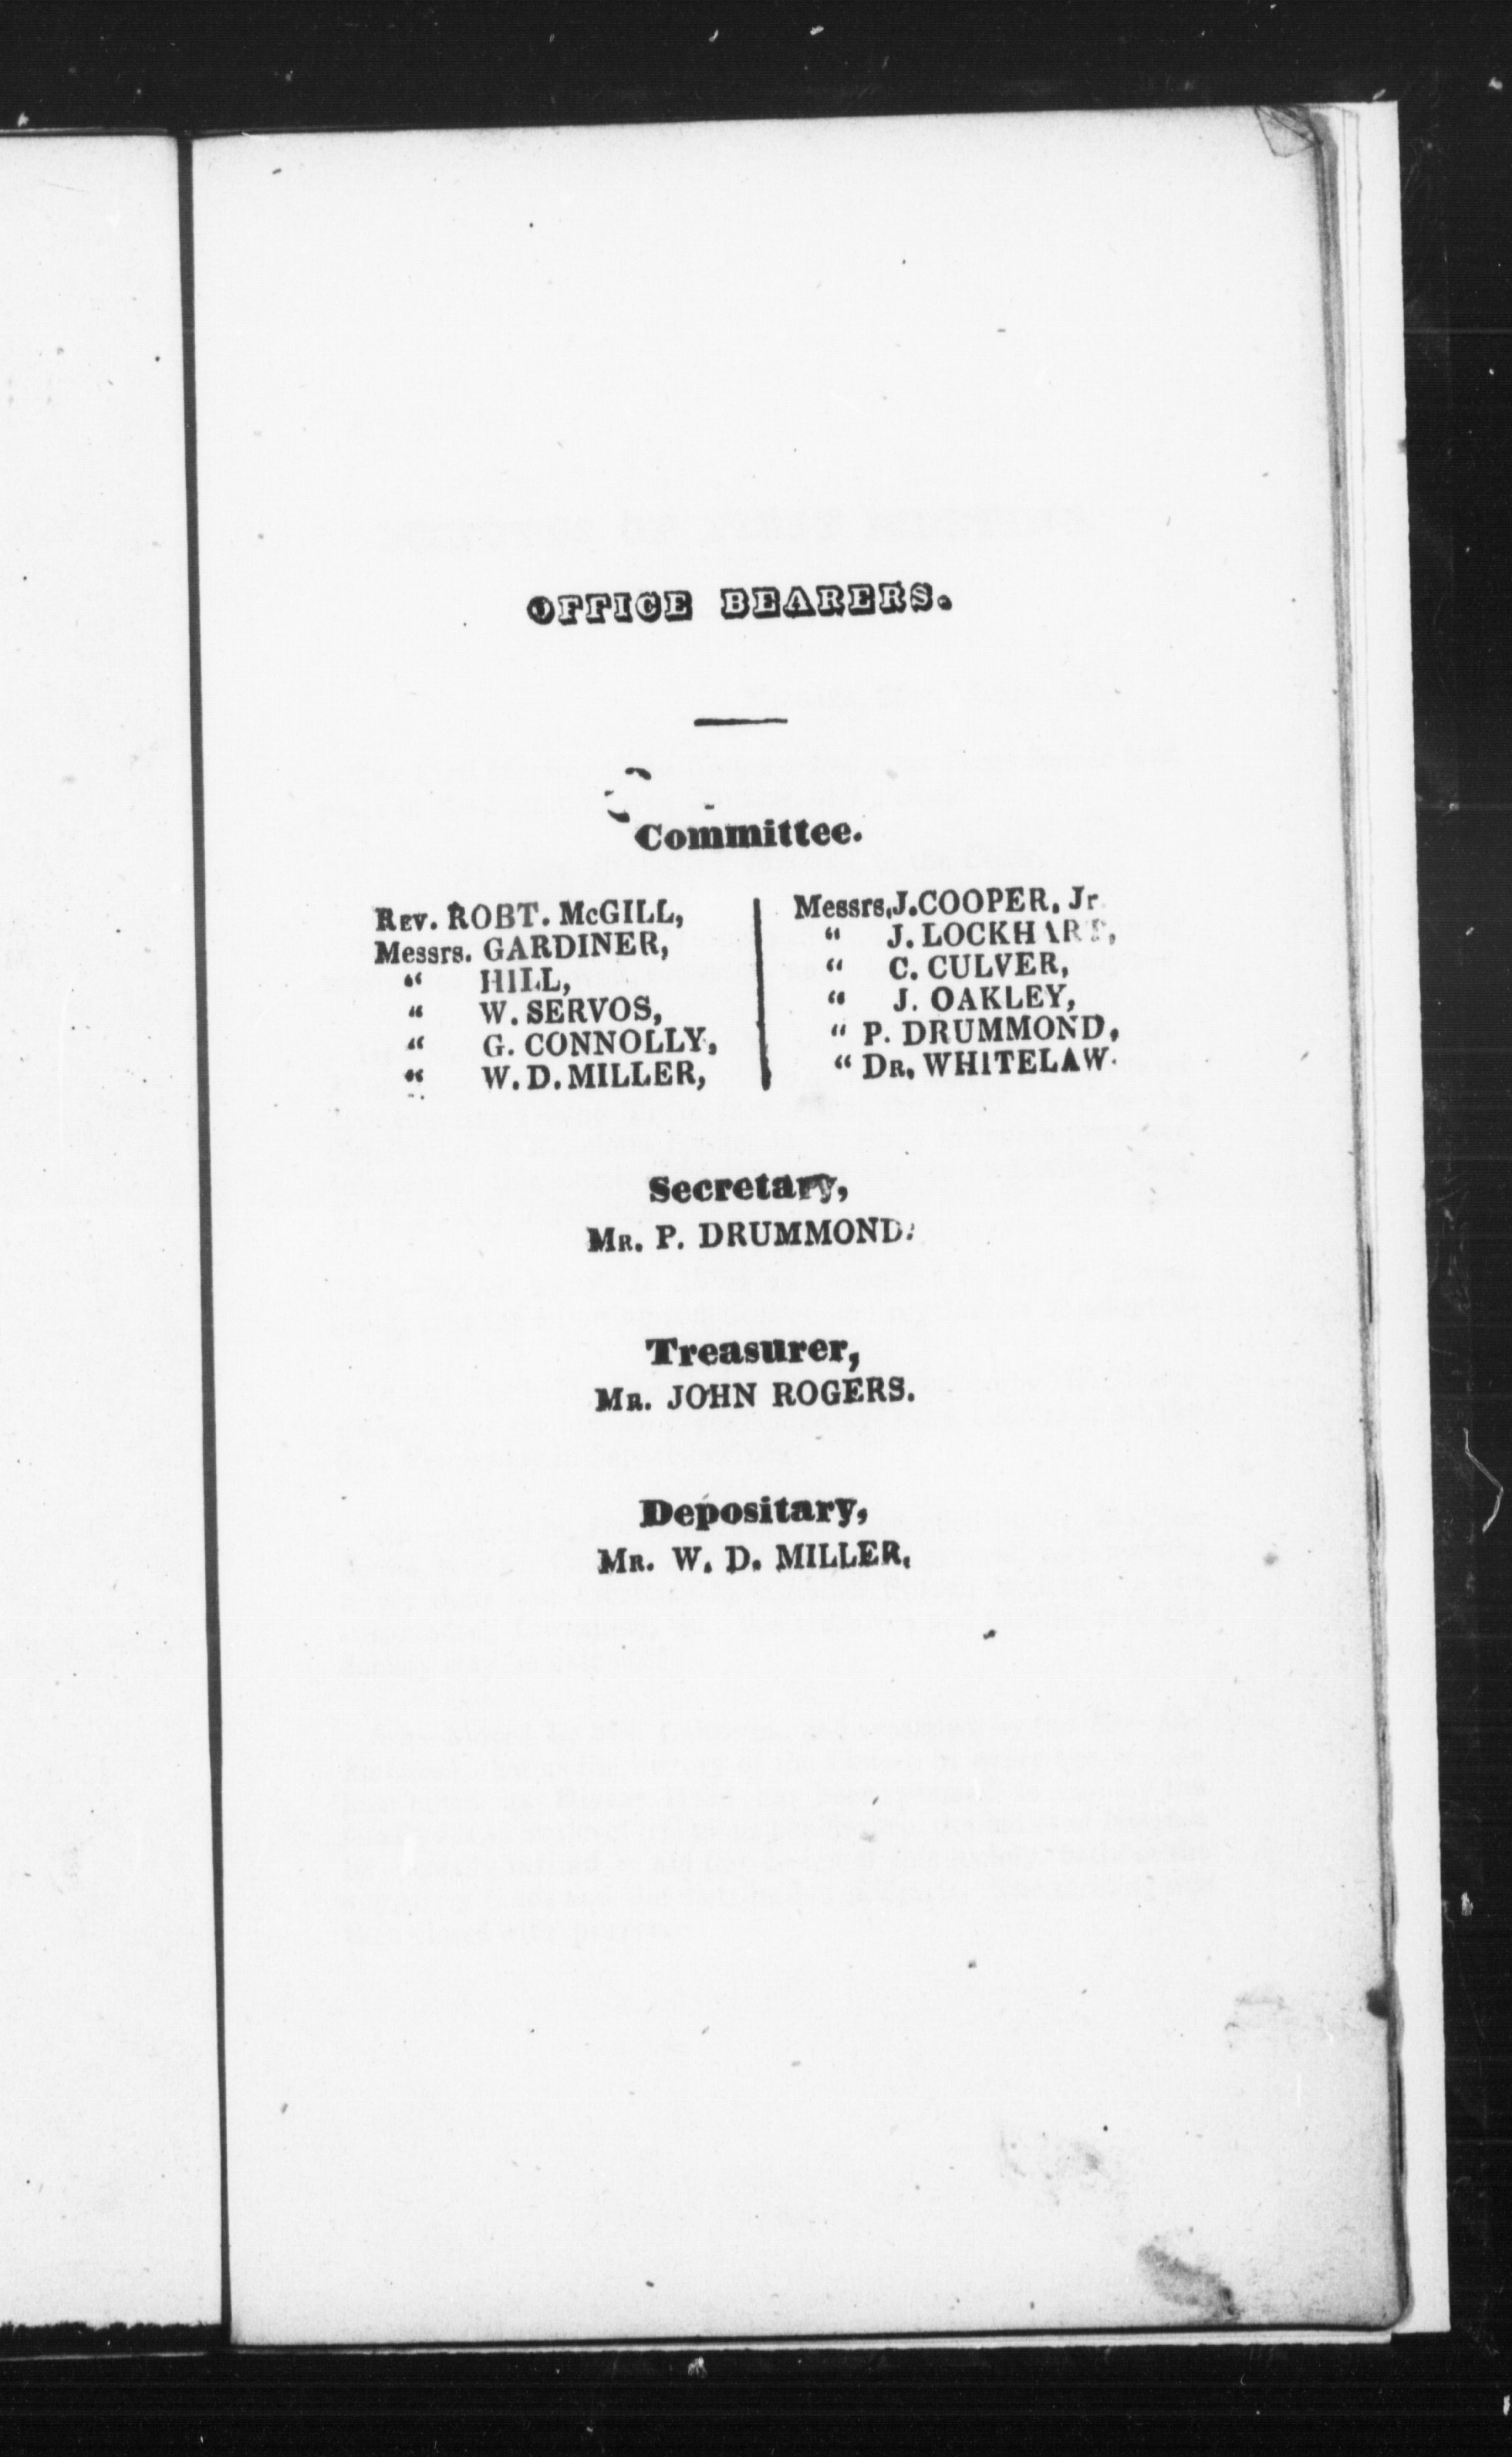 OFFICE BEARERS.
Committee.
Rev. ROBT. McGILL,
Messrs. GARDINER,
“ HILL,
“ W. SERVOS,
“ G. CONNOLLY,
“ W. D. MILLER,
Messrs, J. COOPER, Jr.
“ J. LOCKHART,
“ C. CULVER,
“ J. OAKLEY,
“ P. DRUMMOND,
“ DR. WHITELAW.
Secretary,
MR. P. DRUMMOND.
Treasurer,
MR. JOHN ROGERS.
Depositary,
MR. W. D. MILLER.